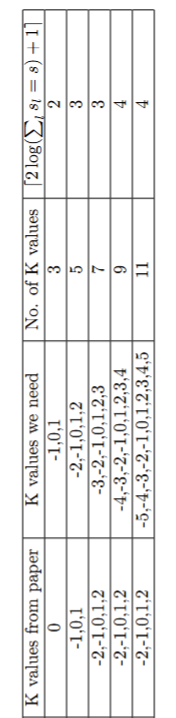 K values from paper | K values we need | No. of K values | ⌈2 log(∑_l s_l = s) + 1⌉
0 | -1,0,1 | 3 | 2
-1,0,1 | -2,-1,0,1,2 | 5 | 3
-2,-1,0,1,2 | -3,-2,-1,0,1,2,3 | 7 | 3
-2,-1,0,1,2 | -4,-3,-2,-1,0,1,2,3,4 | 9 | 4
-2,-1,0,1,2 | -5,-4,-3,-2,-1,0,1,2,3,4,5 | 11 | 4